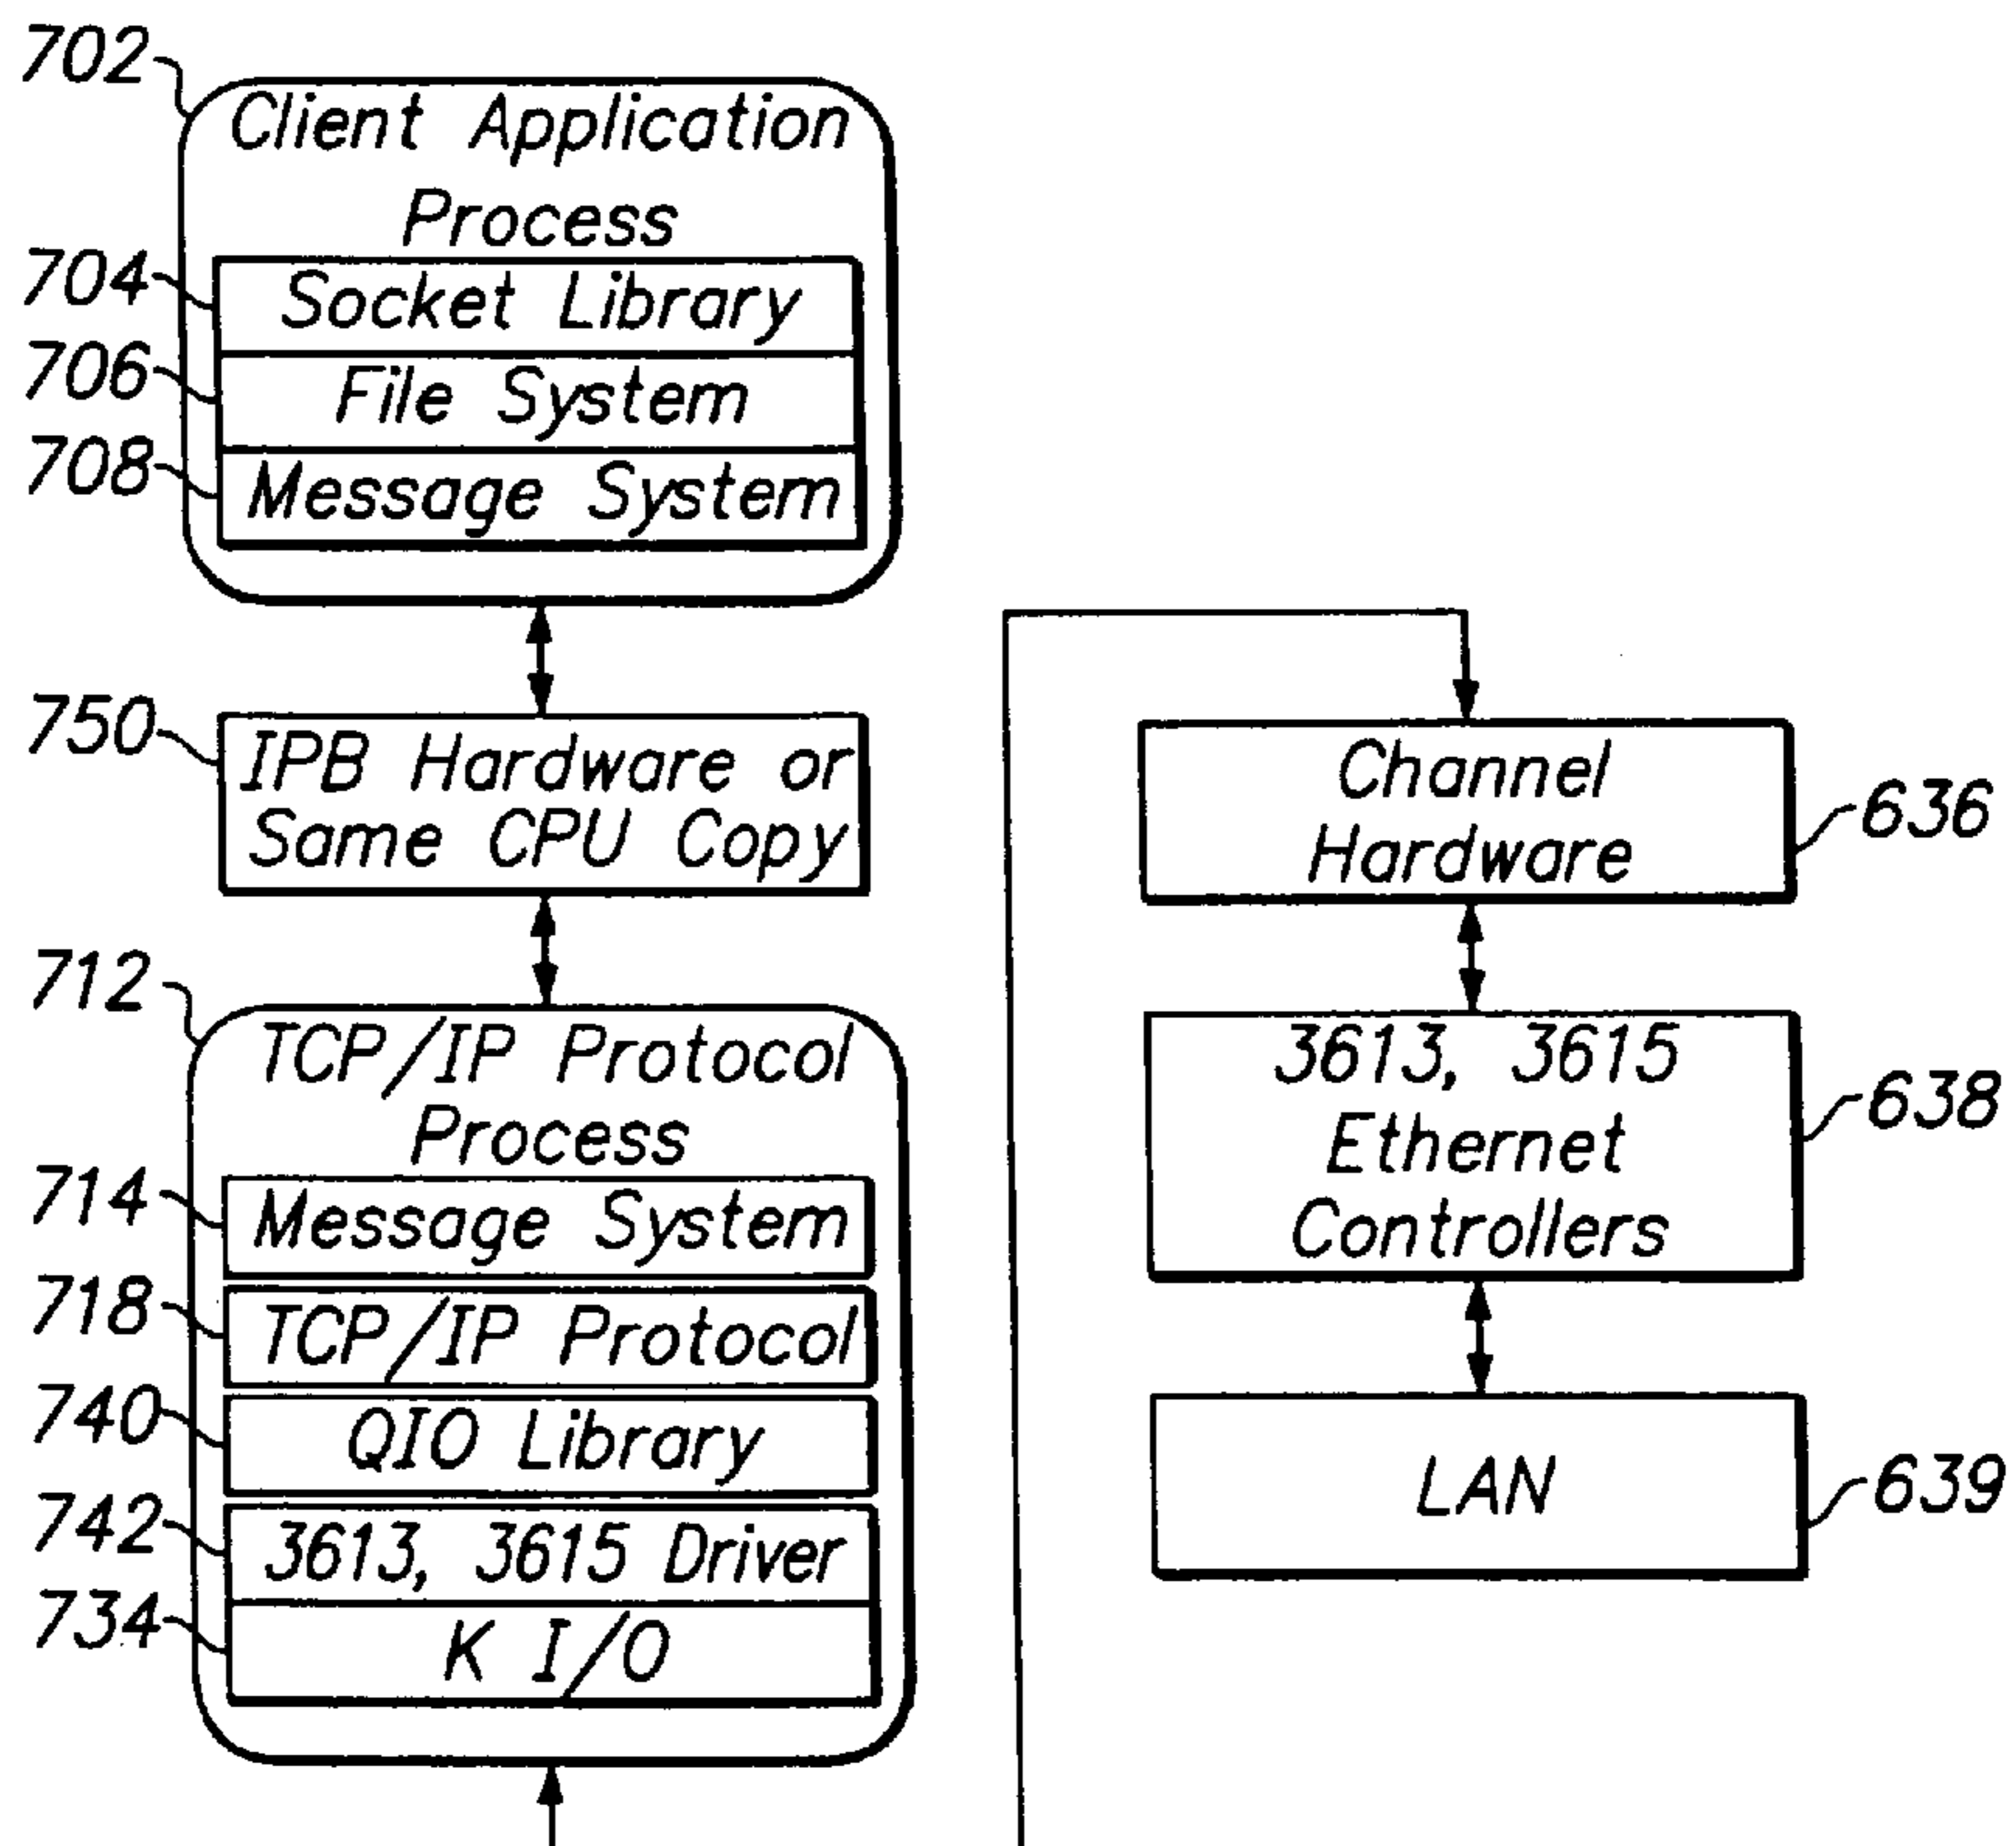 702
Client Application
Process
704
Socket Library
706
File System
708
Message System
750
IPB Hardware or
Same CPU Copy
712
TCP/IP Protocol
Process
714
Message System
718
TCP/IP Protocol
740
QIO Library
742
3613, 3615 Driver
734
K I/O
Channel
Hardware
636
3613, 3615
Ethernet
Controllers
638
LAN
639